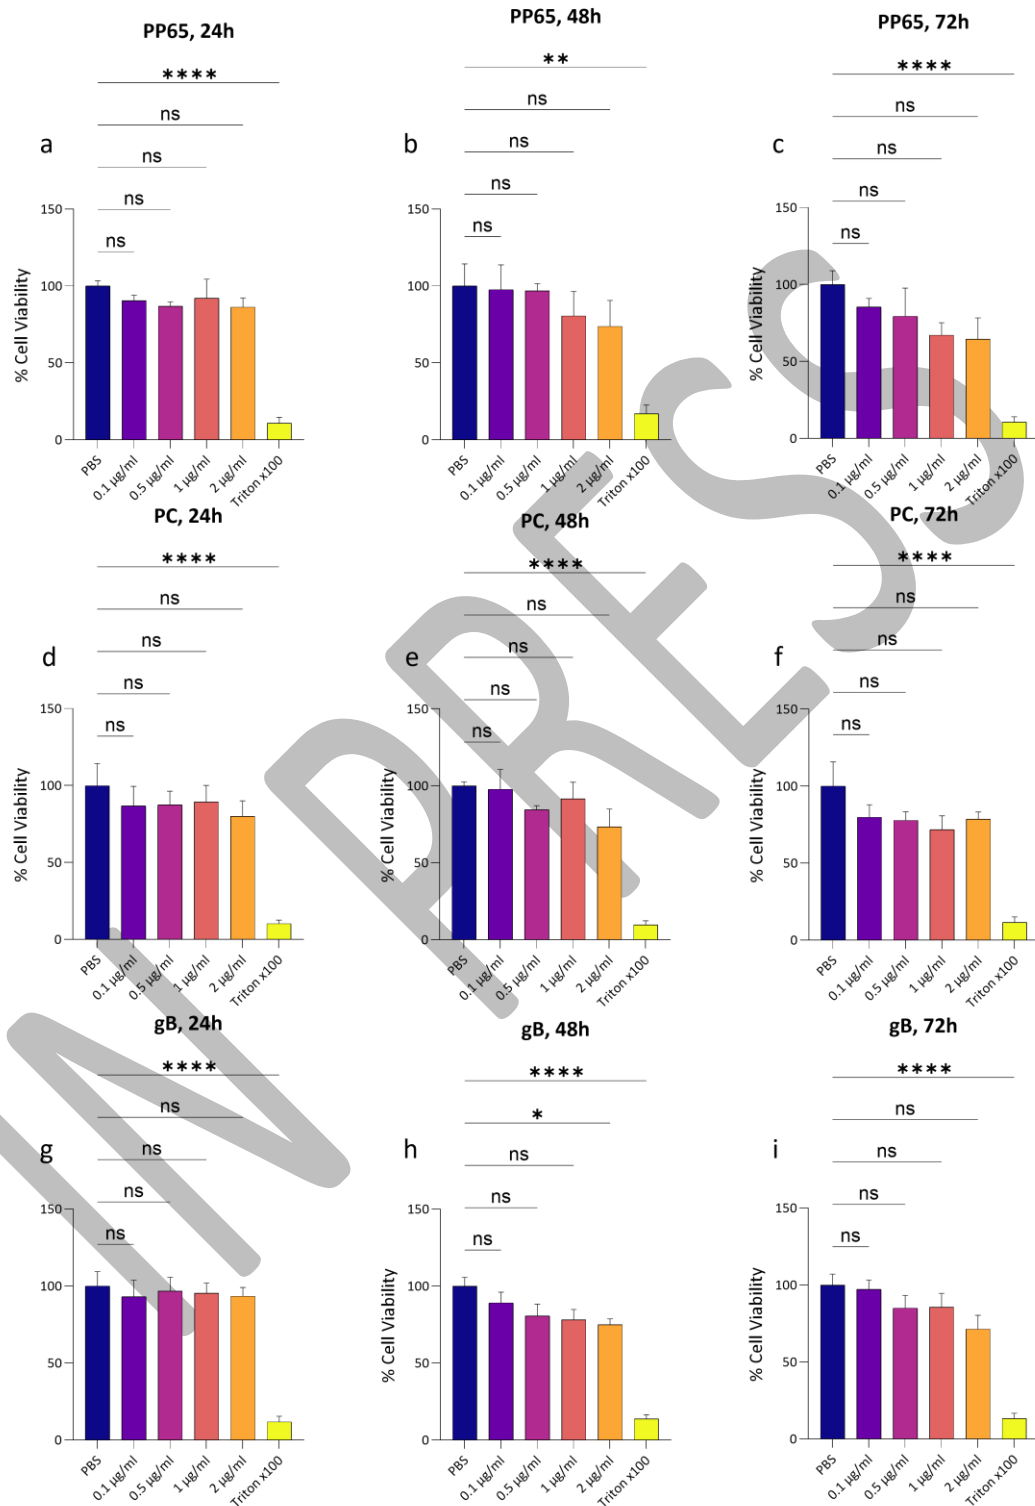 PP65, 24h
****
ns
ns
ns
ns
a
% Cell Viability
150
100
50
0
PBS
0.1 µg/ml
0.5 µg/ml
1 µg/ml
2 µg/ml
Triton x100
PP65, 48h
**
ns
ns
ns
ns
b
% Cell Viability
150
100
50
0
PBS
0.1 µg/ml
0.5 µg/ml
1 µg/ml
2 µg/ml
Triton x100
PP65, 72h
****
ns
ns
ns
ns
c
% Cell Viability
150
100
50
0
PBS
0.1 µg/ml
0.5 µg/ml
1 µg/ml
2 µg/ml
Triton x100
PC, 24h
****
ns
ns
ns
ns
d
% Cell Viability
150
100
50
0
PBS
0.1 µg/ml
0.5 µg/ml
1 µg/ml
2 µg/ml
Triton x100
PC, 48h
****
ns
ns
ns
ns
e
% Cell Viability
150
100
50
0
PBS
0.1 µg/ml
0.5 µg/ml
1 µg/ml
2 µg/ml
Triton x100
PC, 72h
****
ns
ns
ns
ns
f
% Cell Viability
150
100
50
0
PBS
0.1 µg/ml
0.5 µg/ml
1 µg/ml
2 µg/ml
Triton x100
gB, 24h
****
ns
ns
ns
ns
g
% Cell Viability
150
100
50
0
PBS
0.1 µg/ml
0.5 µg/ml
1 µg/ml
2 µg/ml
Triton x100
gB, 48h
****
*
ns
ns
ns
h
% Cell Viability
150
100
50
0
PBS
0.1 µg/ml
0.5 µg/ml
1 µg/ml
2 µg/ml
Triton x100
gB, 72h
****
ns
ns
ns
ns
i
% Cell Viability
150
100
50
0
PBS
0.1 µg/ml
0.5 µg/ml
1 µg/ml
2 µg/ml
Triton x100
IN PRESS